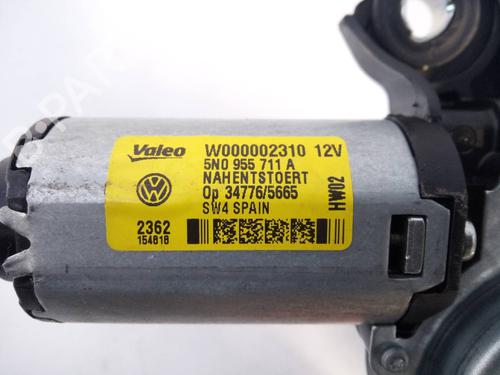 Valeo W000002310 12V
5N0 955 711 A
NAHENTSTOERT
Op 34776/5665
SW4 SPAIN
HW02
2362
154818